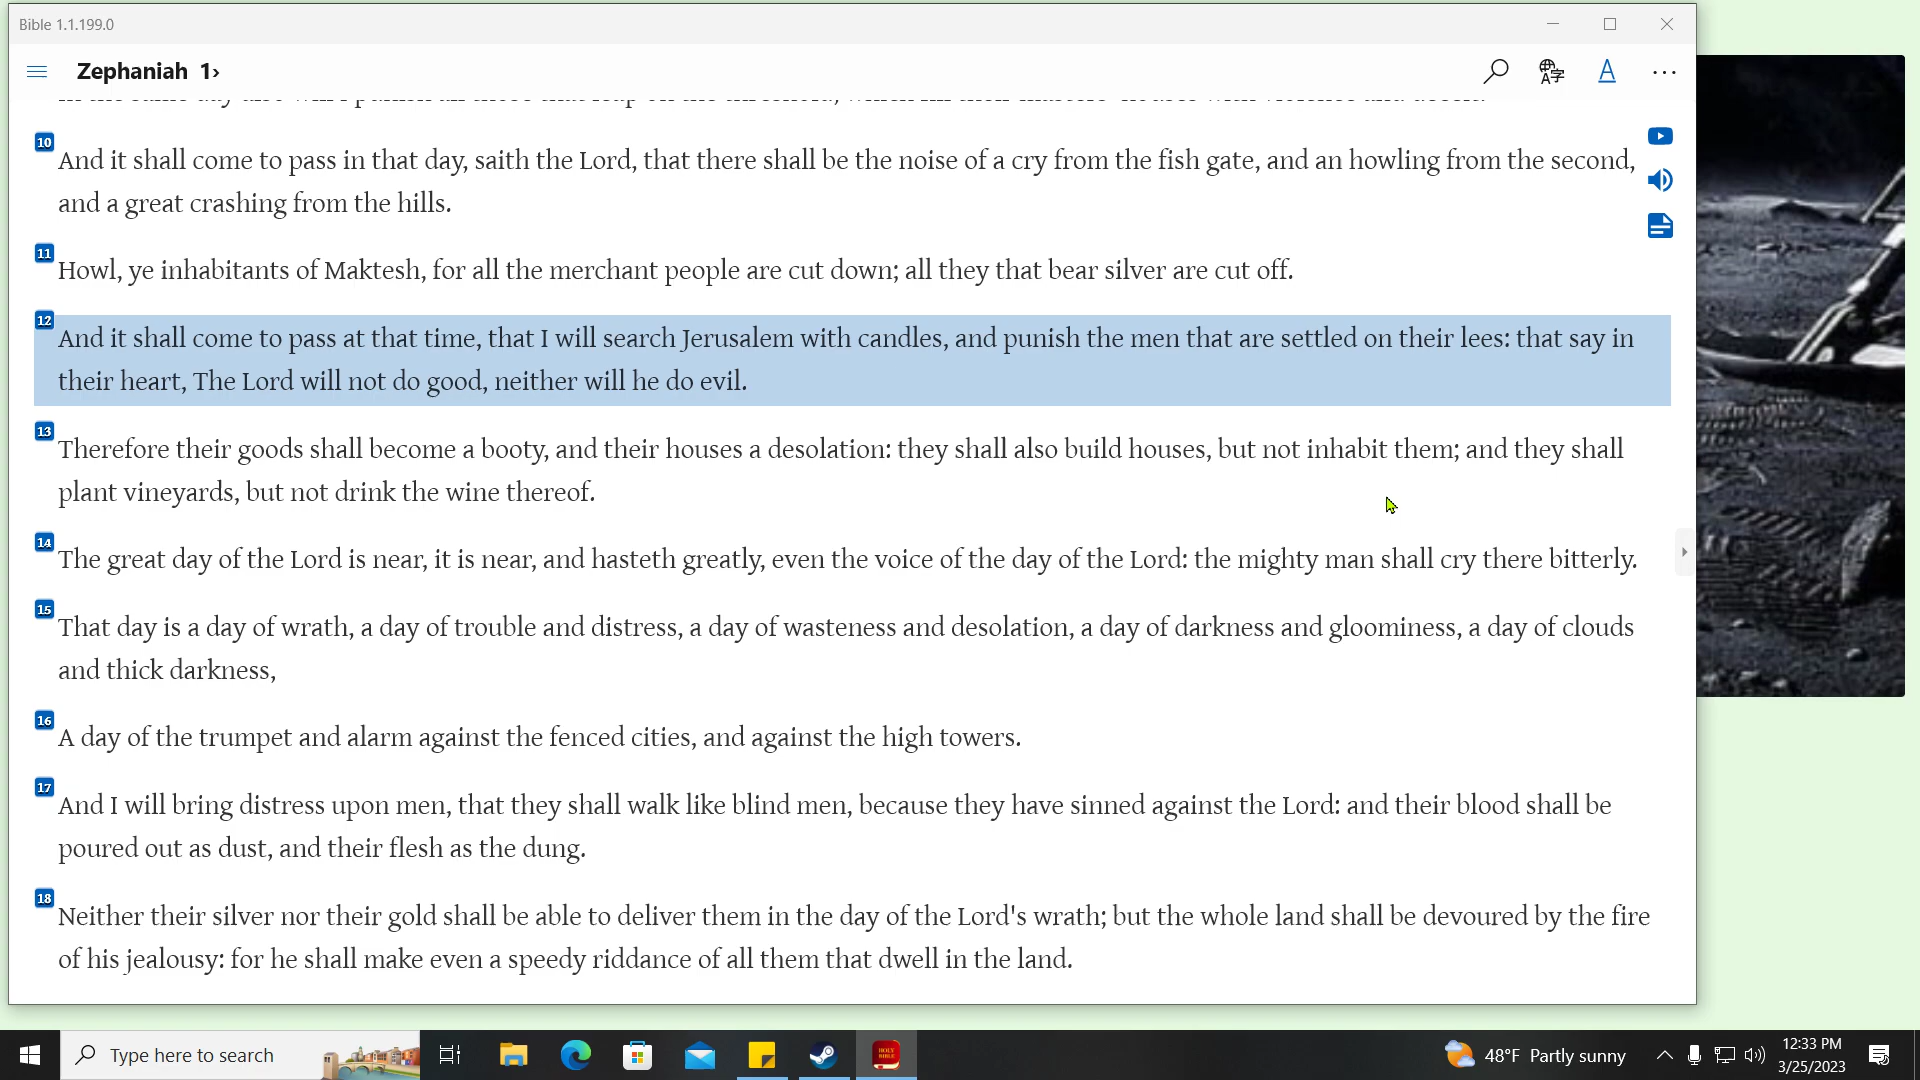 Bible 1.1.199.0
Zephaniah 1›
10
And it shall come to pass in that day, saith the Lord, that there shall be the noise of a cry from the fish gate, and an howling from the second,
and a great crashing from the hills.
11
Howl, ye inhabitants of Maktesh, for all the merchant people are cut down; all they that bear silver are cut off.
12
And it shall come to pass at that time, that I will search Jerusalem with candles, and punish the men that are settled on their lees: that say in
their heart, The Lord will not do good, neither will he do evil.
13
Therefore their goods shall become a booty, and their houses a desolation: they shall also build houses, but not inhabit them; and they shall
plant vineyards, but not drink the wine thereof.
14
The great day of the Lord is near, it is near, and hasteth greatly, even the voice of the day of the Lord: the mighty man shall cry there bitterly.
15
That day is a day of wrath, a day of trouble and distress, a day of wasteness and desolation, a day of darkness and gloominess, a day of clouds
and thick darkness,
16
A day of the trumpet and alarm against the fenced cities, and against the high towers.
17
And I will bring distress upon men, that they shall walk like blind men, because they have sinned against the Lord: and their blood shall be
poured out as dust, and their flesh as the dung.
18
Neither their silver nor their gold shall be able to deliver them in the day of the Lord's wrath; but the whole land shall be devoured by the fire
of his jealousy: for he shall make even a speedy riddance of all them that dwell in the land.
Type here to search
HOLY BIBLE
48°F Partly sunny
12:33 PM
3/25/2023